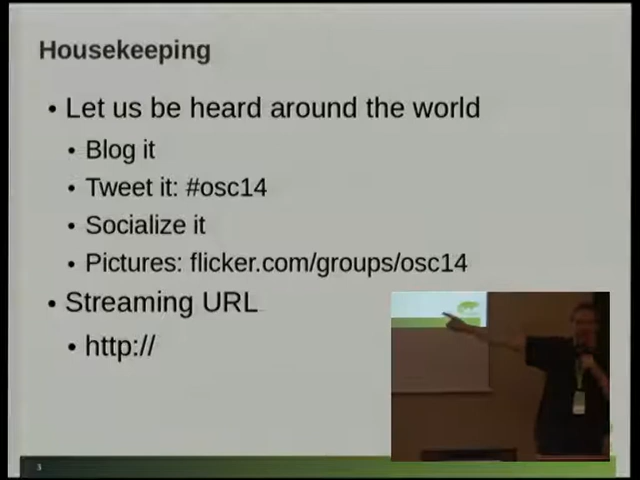 Housekeeping
• Let us be heard around the world
• Blog it
• Tweet it: #osc14
• Socialize it
• Pictures: flicker.com/groups/osc14
• Streaming URL
• http://
3